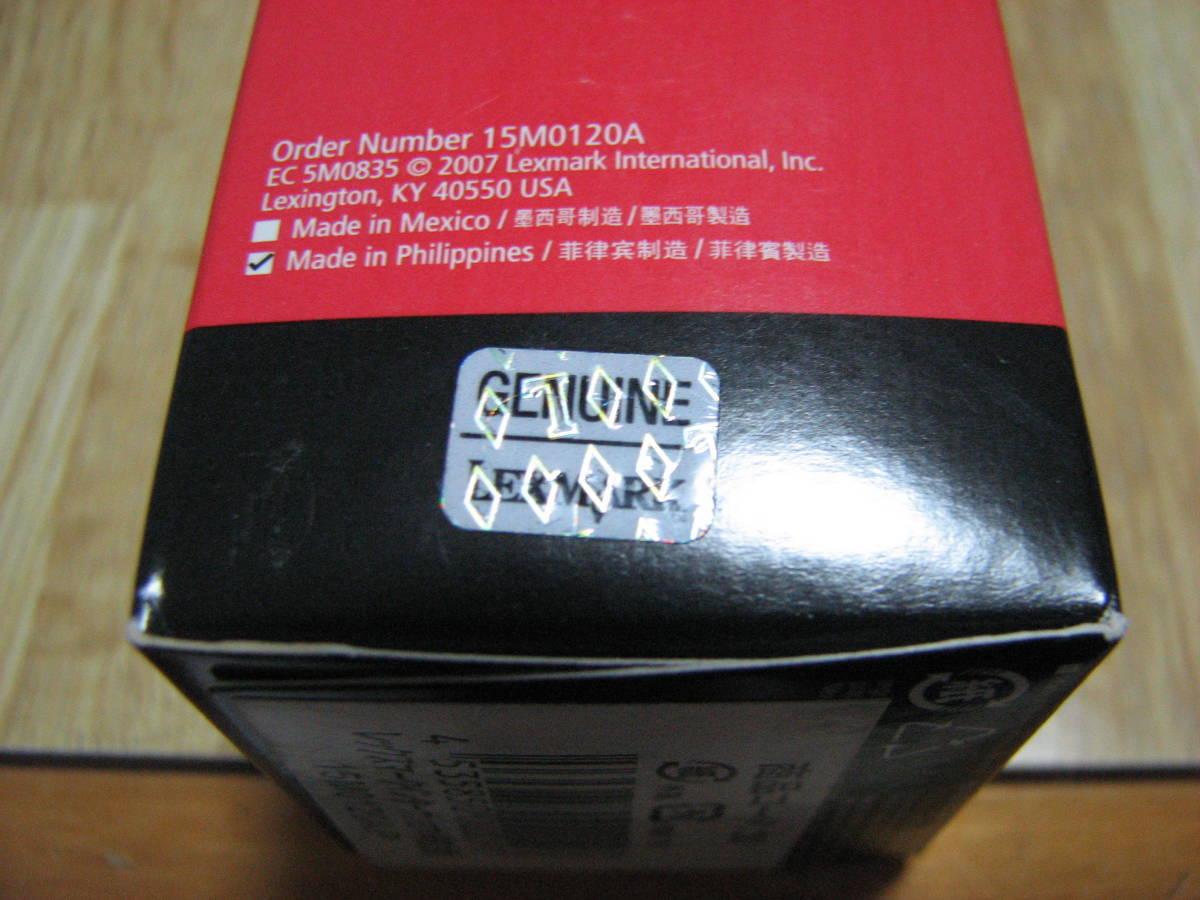 Order Number 15M0120A
EC 5M0835 © 2007 Lexmark International, Inc.
Lexington, KY 40550 USA
Made in Mexico / 墨西哥制造 / 墨西哥製造
Made in Philippines / 菲律宾制造 / 菲律賓製造
GENUINE
LEXMARK